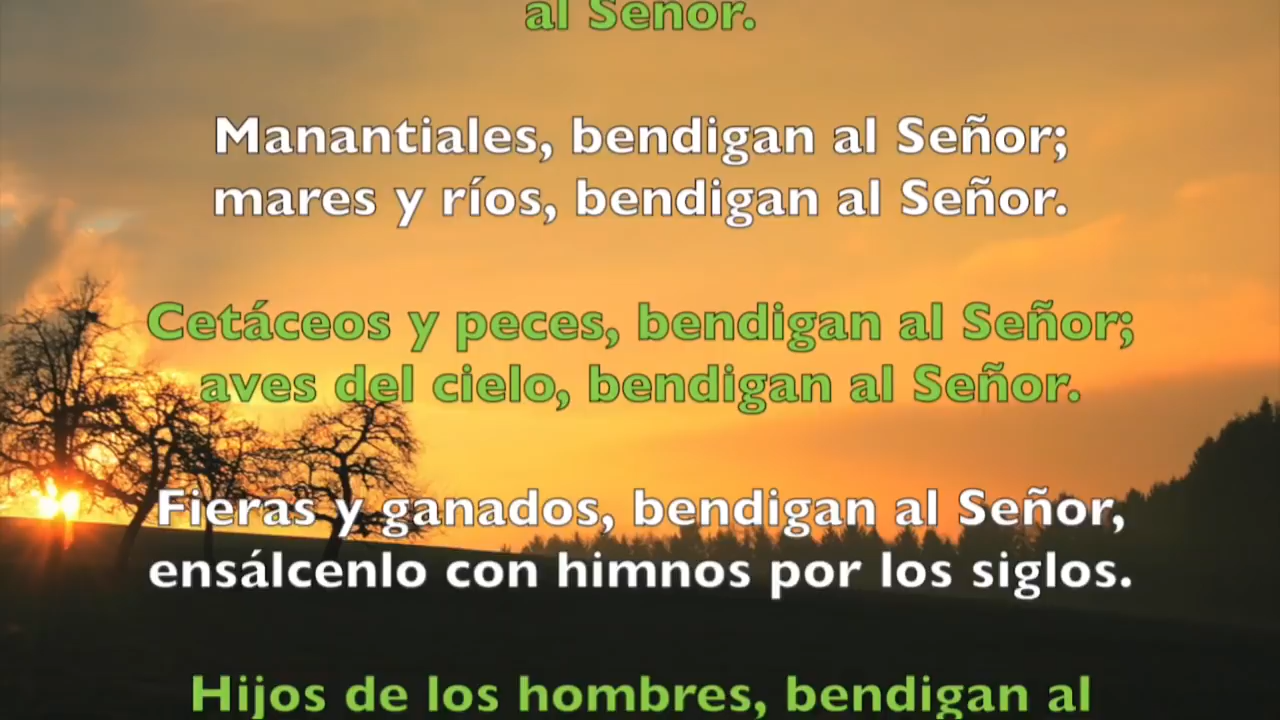 al Señor.
Manantiales, bendigan al Señor;
mares y ríos, bendigan al Señor.
Cetáceos y peces, bendigan al Señor;
aves del cielo, bendigan al Señor.
Fieras y ganados, bendigan al Señor,
ensálcenlo con himnos por los siglos.
Hijos de los hombres, bendigan al